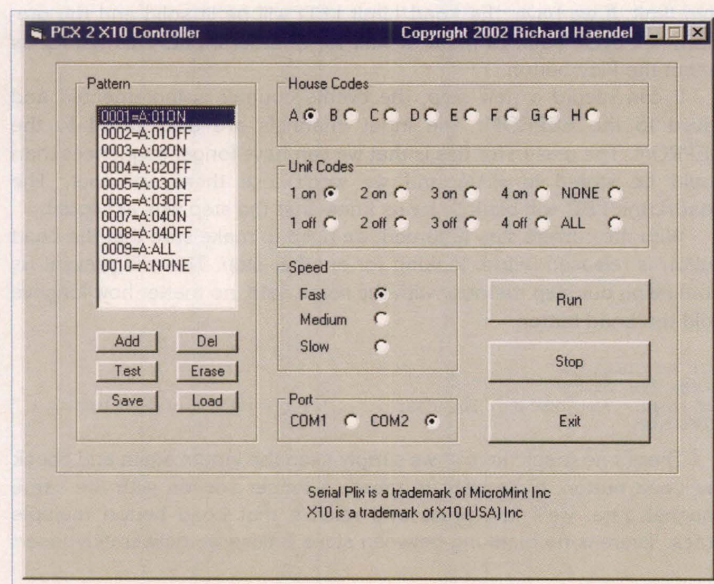 PCX 2 X10 Controller Copyright 2002 Richard Haendel
Pattern
0001=A:01ON
0002=A:01OFF
0003=A:02ON
0004=A:02OFF
0005=A:03ON
0006=A:03OFF
0007=A:04ON
0008=A:04OFF
0009=A:ALL
0010=A:NONE
Add Del
Test Erase
Save Load
House Codes
A B C D E F G H
Unit Codes
1 on 2 on 3 on 4 on NONE
1 off 2 off 3 off 4 off ALL
Speed
Fast
Medium
Slow
Port
COM1 COM2
Run
Stop
Exit
Serial Plix is a trademark of MicroMint Inc
X10 is a trademark of X10 (USA) Inc